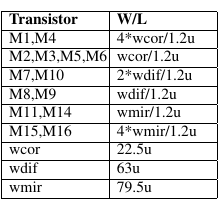 Transistor W/L
M1,M4 4*wcor/1.2u
M2,M3,M5,M6 wcor/1.2u
M7,M10 2*wdif/1.2u
M8,M9 wdif/1.2u
M11,M14 wmir/1.2u
M15,M16 4*wmir/1.2u
wcor 22.5u
wdif 63u
wmir 79.5u